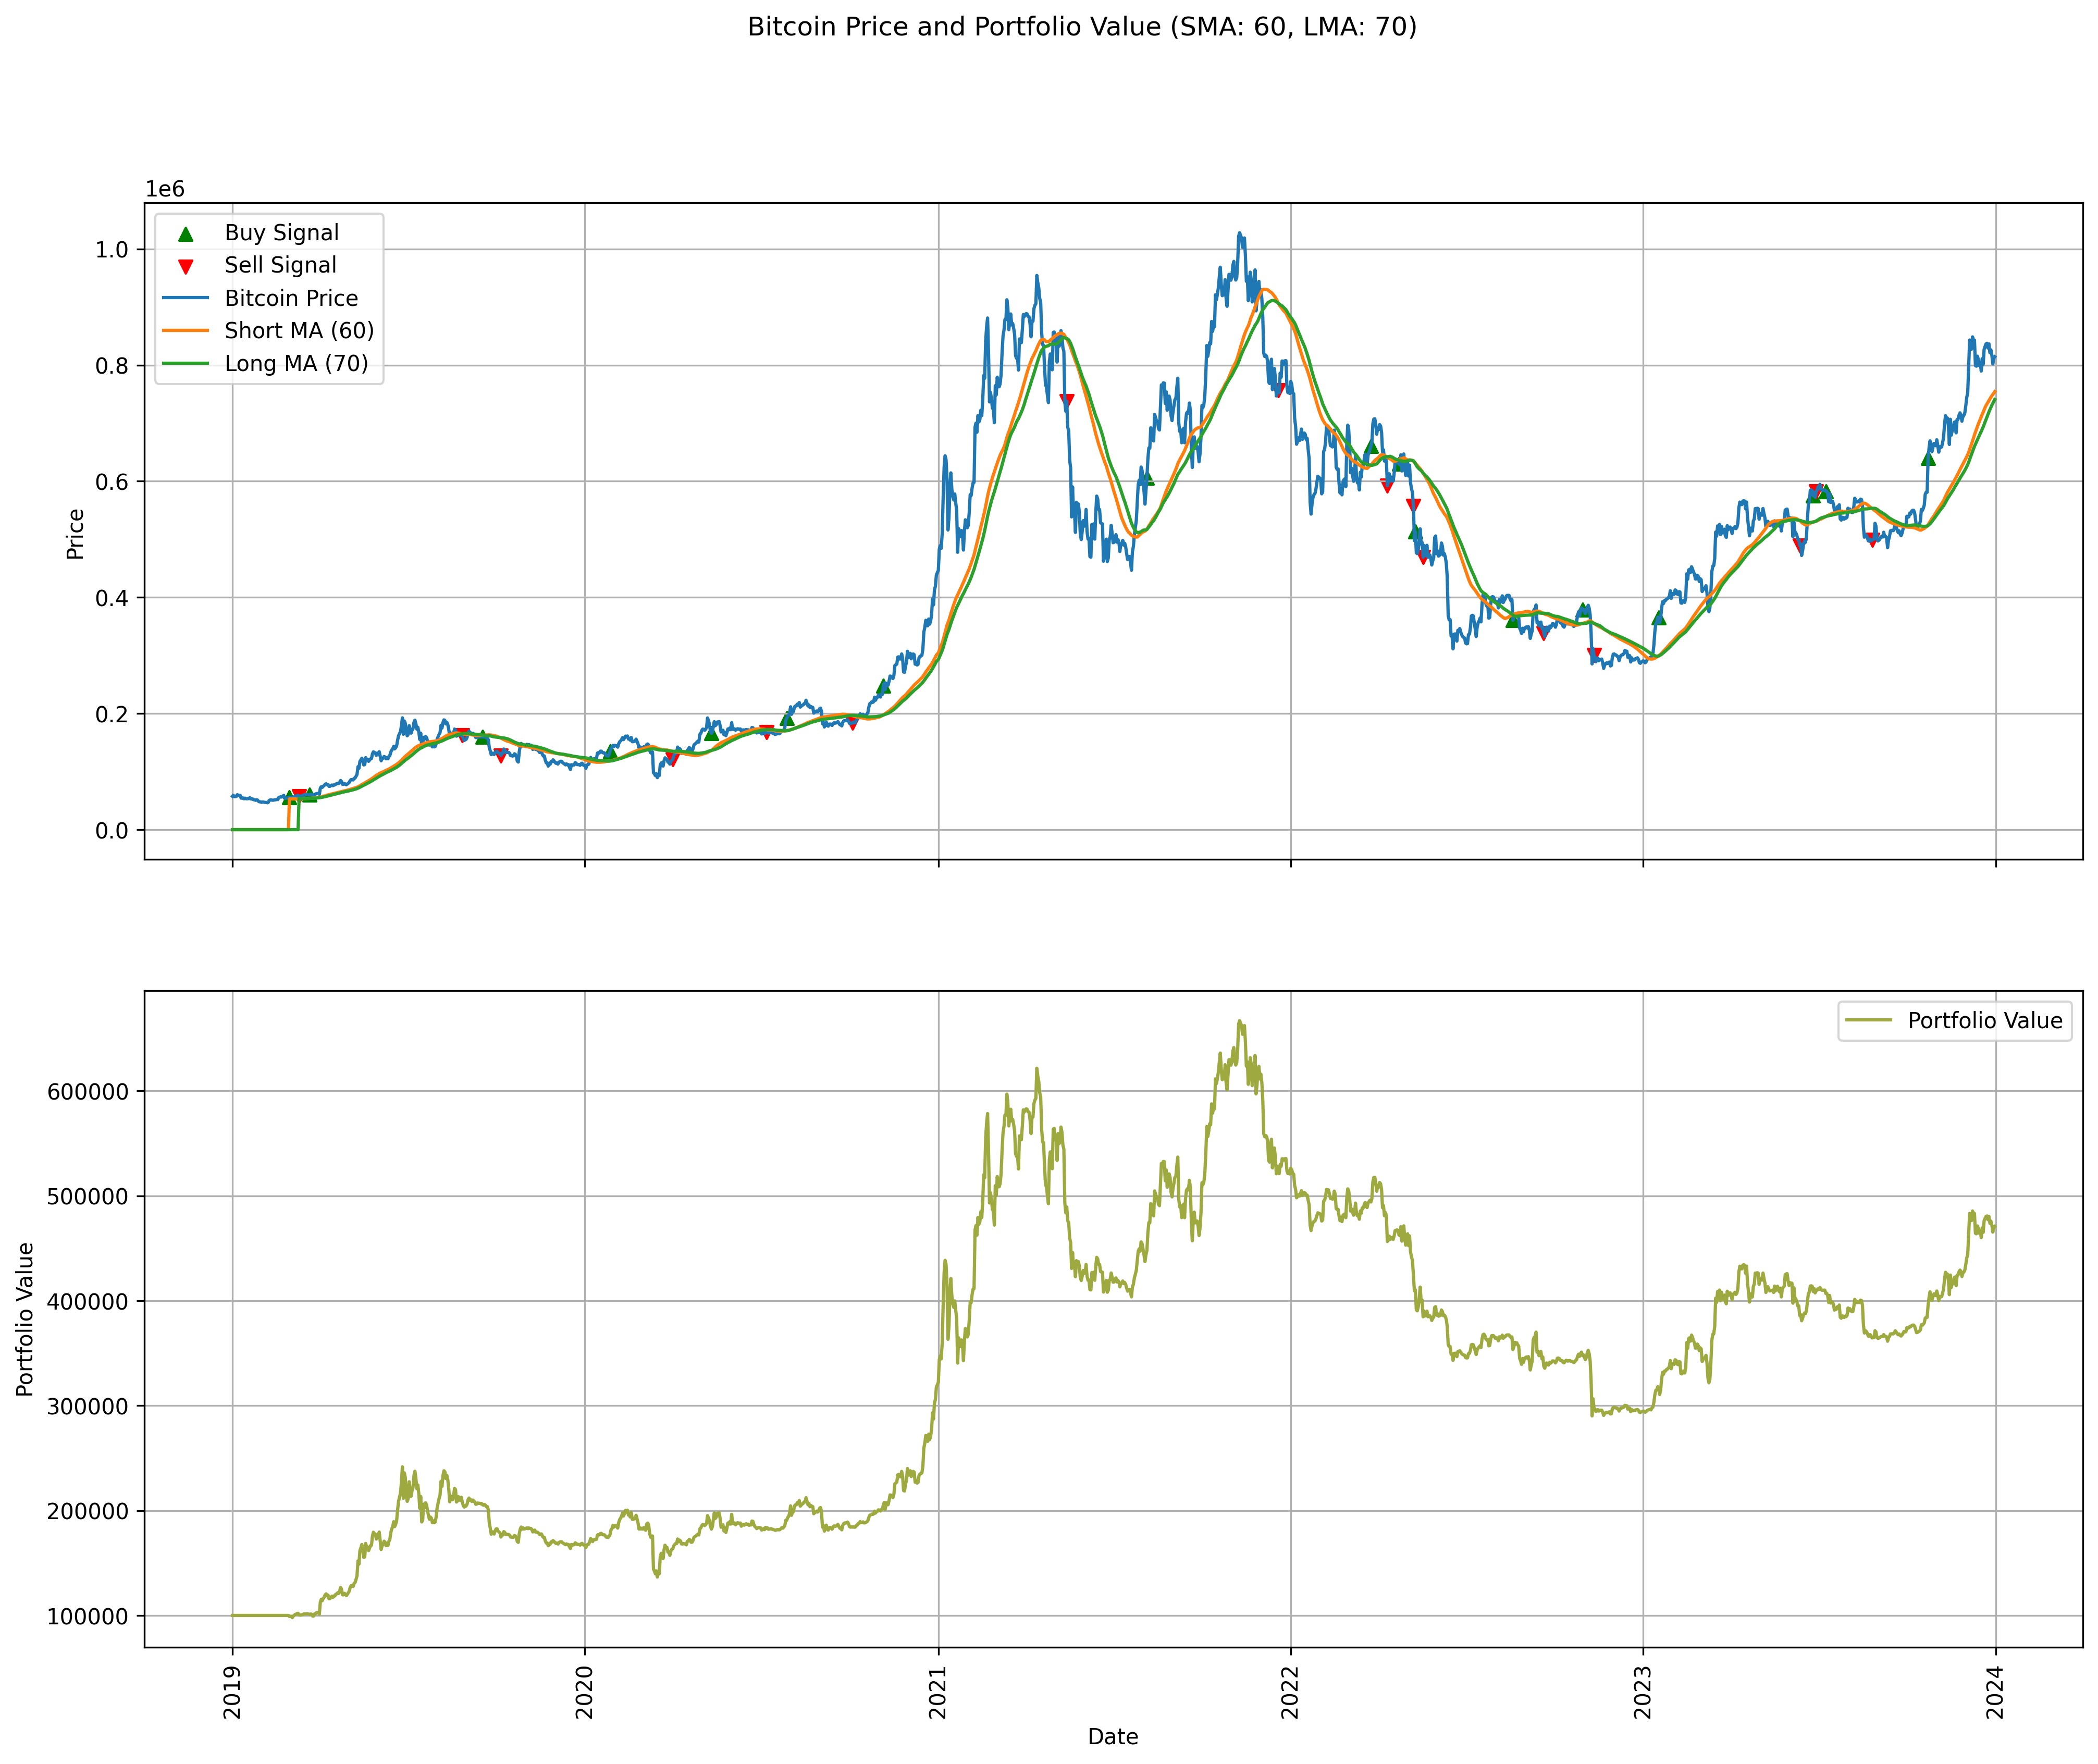 Bitcoin Price and Portfolio Value (SMA: 60, LMA: 70)
1e6
Buy Signal
Sell Signal
Bitcoin Price
Short MA (60)
Long MA (70)
1.0
0.8
0.6
0.4
0.2
0.0
Price
Portfolio Value
600000
500000
400000
300000
200000
100000
Portfolio Value
2019
2020
2021
2022
2023
2024
Date